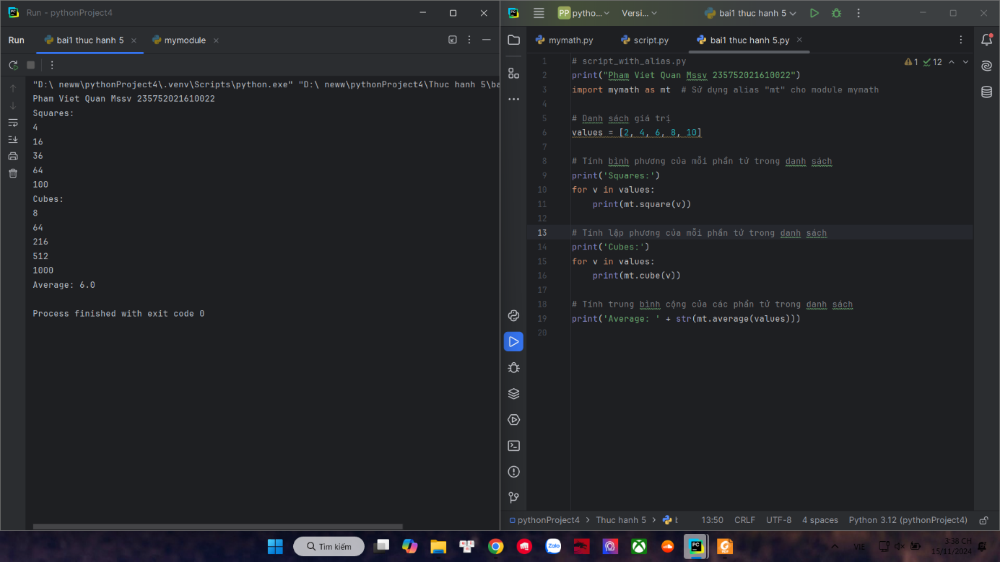 Run - pythonProject4
Run
bai1 thuc hanh 5
mymodule
"D:\ neww\pythonProject4\.venv\Scripts\python.exe" "D:\ neww\pythonProject4\Thuc hanh 5\ba
Pham Viet Quan Mssv 235752021610022
Squares:
4
16
36
64
100
Cubes:
8
64
216
512
1000
Average: 6.0
Process finished with exit code 0
PP pytho...
Versi...
bai1 thuc hanh 5
mymath.py
script.py
bai1 thuc hanh 5.py
1 # script_with_alias.py
2 print("Pham Viet Quan Mssv 235752021610022")
3 import mymath as mt  # Sử dụng alias "mt" cho module mymath
4
5 # Danh sách giá trị
6 values = [2, 4, 6, 8, 10]
7
8 # Tính bình phương của mỗi phần tử trong danh sách
9 print('Squares:')
10 for v in values:
11     print(mt.square(v))
12
13 # Tính lập phương của mỗi phần tử trong danh sách
14 print('Cubes:')
15 for v in values:
16     print(mt.cube(v))
17
18 # Tính trung bình cộng của các phần tử trong danh sách
19 print('Average: ' + str(mt.average(values)))
20
1 12
pythonProject4 > Thuc hanh 5 >
13:50 CRLF UTF-8 4 spaces Python 3.12 (pythonProject4)
Tìm kiếm
Zalo
VIE
3:38 CH
15/11/2024